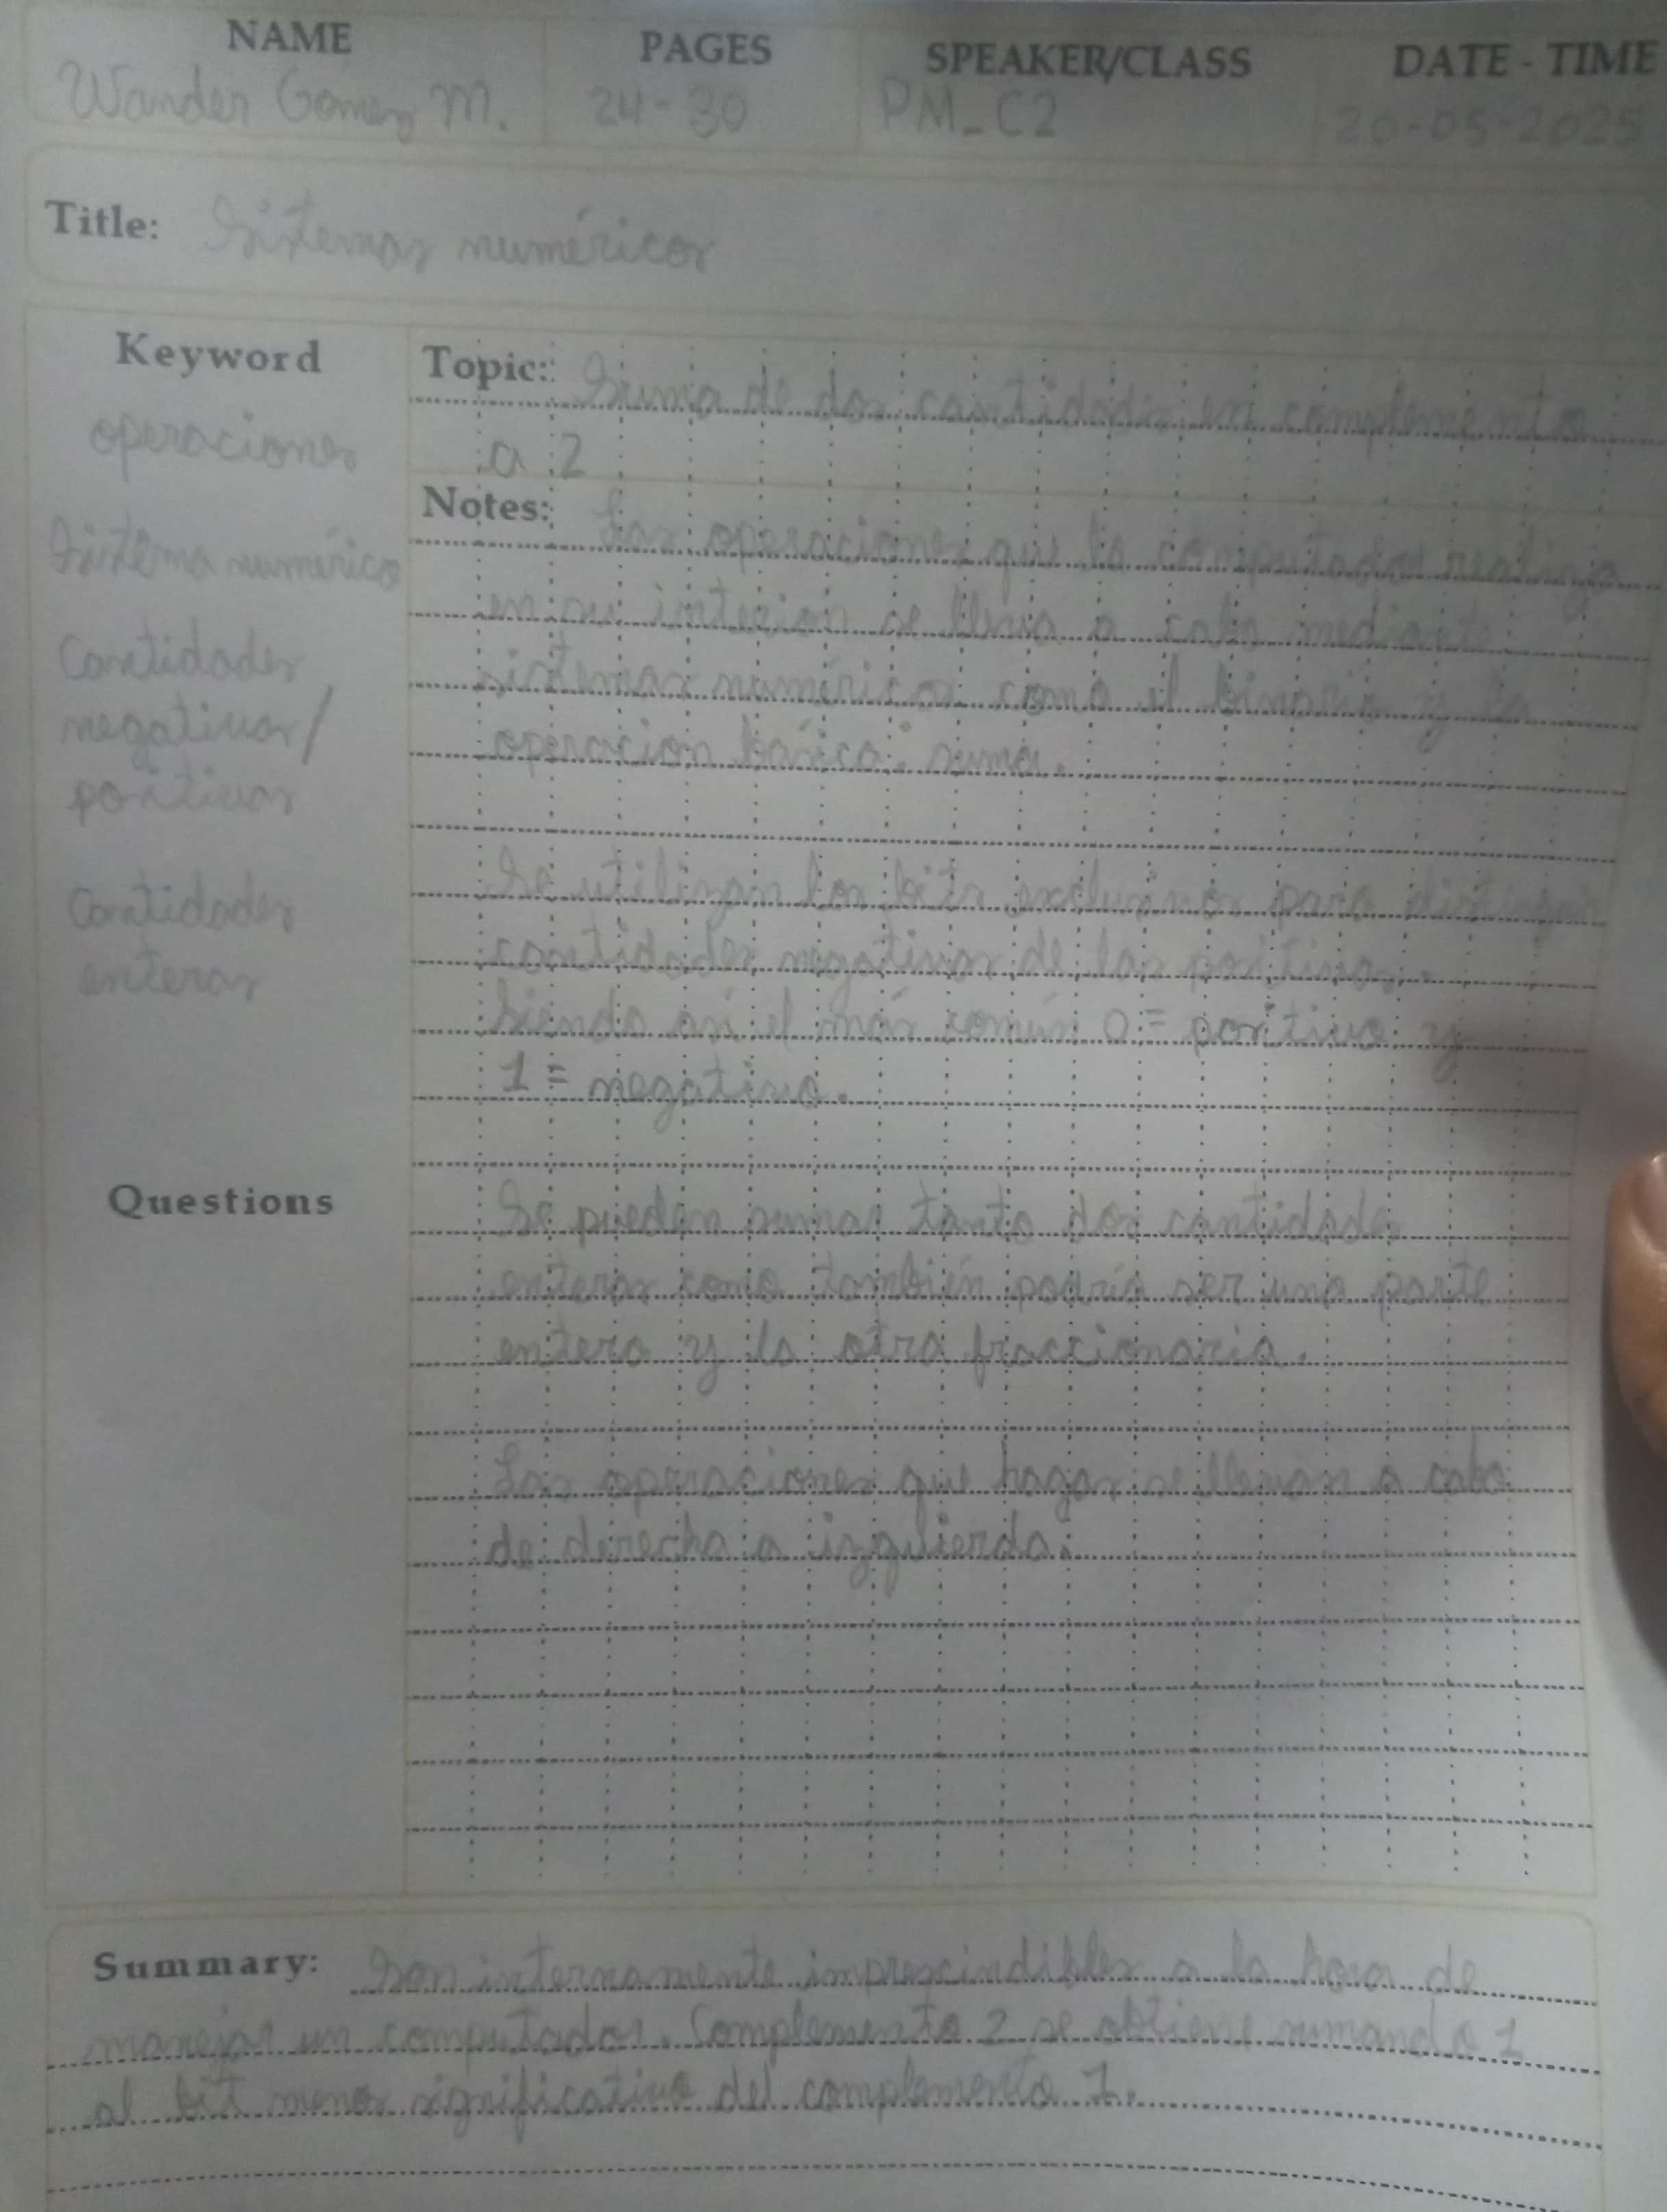 NAME PAGES SPEAKER/CLASS DATE - TIME
Wander Gomez M. 24-30 PM_C2 20-05-2025
Title: Sistemas numéricos
Keyword
operaciones
Sistema numérico
Cantidades
negativas/
positivas
Cantidades
enteras
Questions
Topic: Suma de dos cantidades en complemento
a 2
Notes: Las operaciones que la computadora realiza
en su interior se lleva a cabo mediante
sistemas numéricos como el binario y la
operacion básica: suma.
Se utilizan los bits exclusivos para distinguir
cantidades negativas de las positivas.
Siendo así el más común 0 = positivo y
1 = negativo.
Se pueden sumar tanto dos cantidades
enteras como también podría ser una parte
entera y la otra fraccionaria.
Las operaciones que hagas se llevan a cabo
de derecha a izquierda.
Summary: Son internamente imprescindibles a la hora de
manejar un computador. Complemento 2 se obtiene sumando 1
al bit menos significativo del complemento 1.